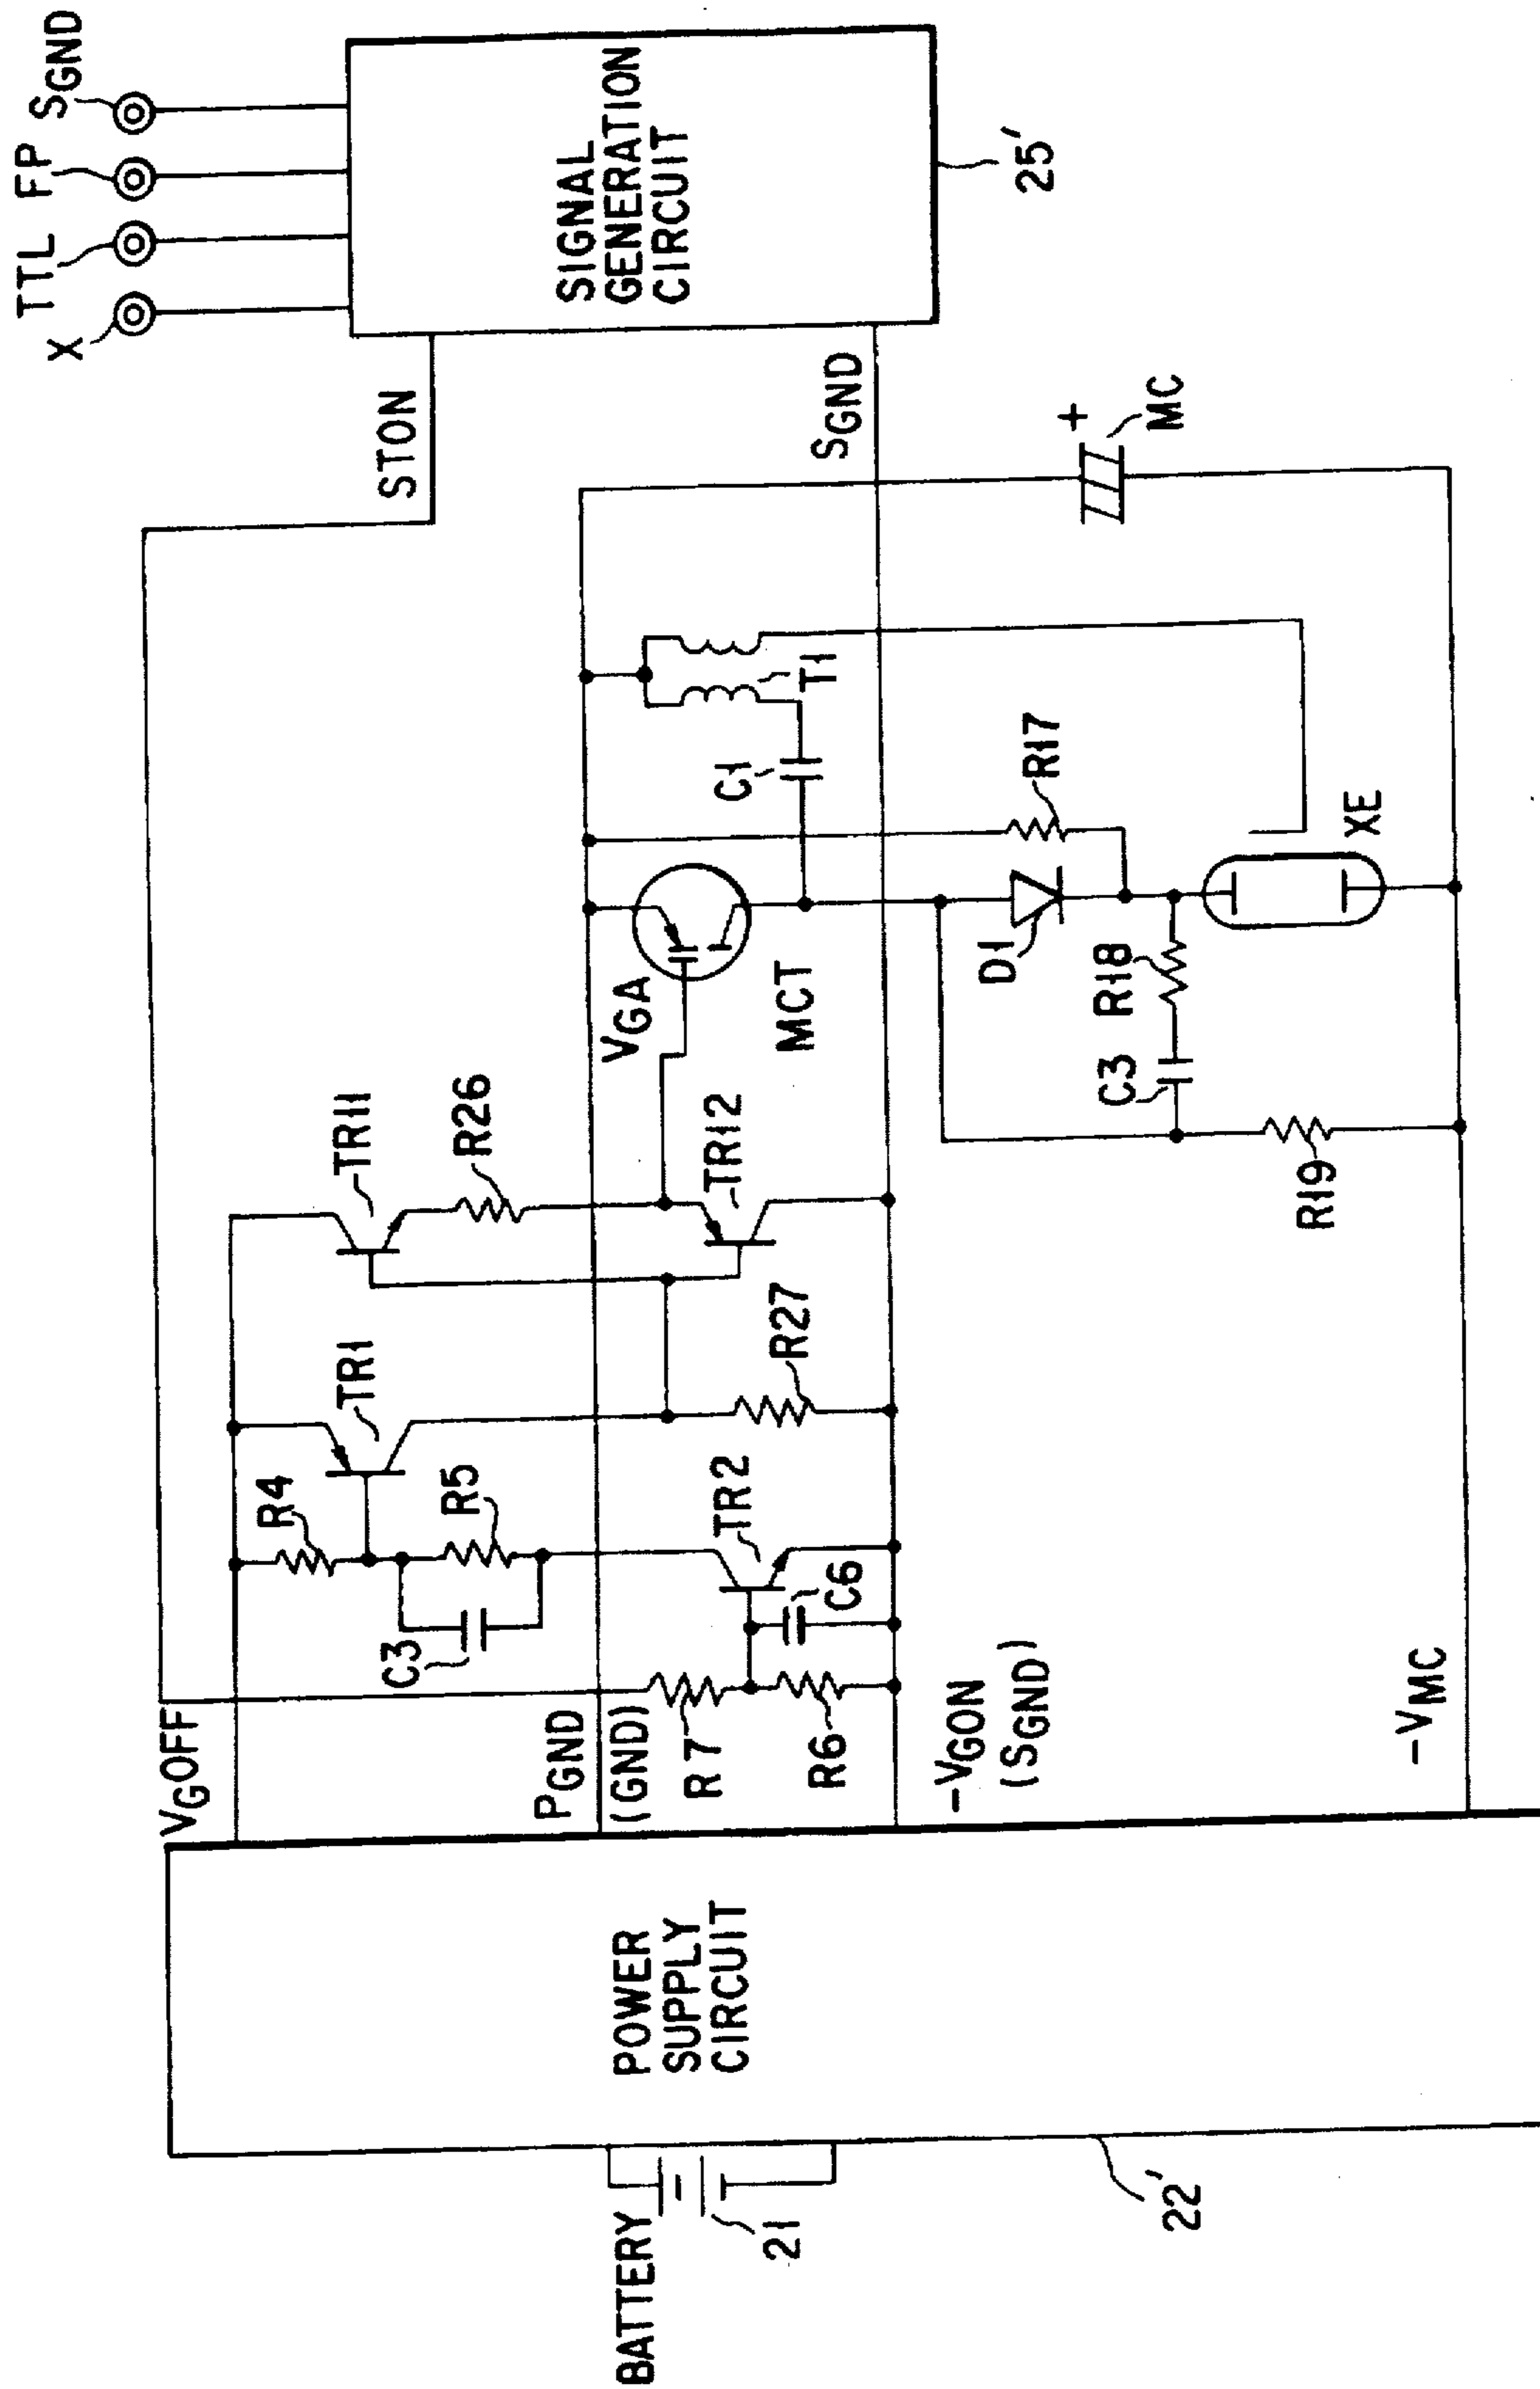 BATTERY
21
22'
POWER
SUPPLY
CIRCUIT
VGOFF
PGND
(GND)
-VGON
(SGND)
-VMC
R7
R6
C3
C6
R4
R5
TR2
TR1
R27
TR11
R26
TR12
VGA
MCT
R19
C3
R18
D1
XE
R17
C1
T1
+
MC
STON
SGND
SIGNAL
GENERATION
CIRCUIT
25'
X
TTL
FP
SGND